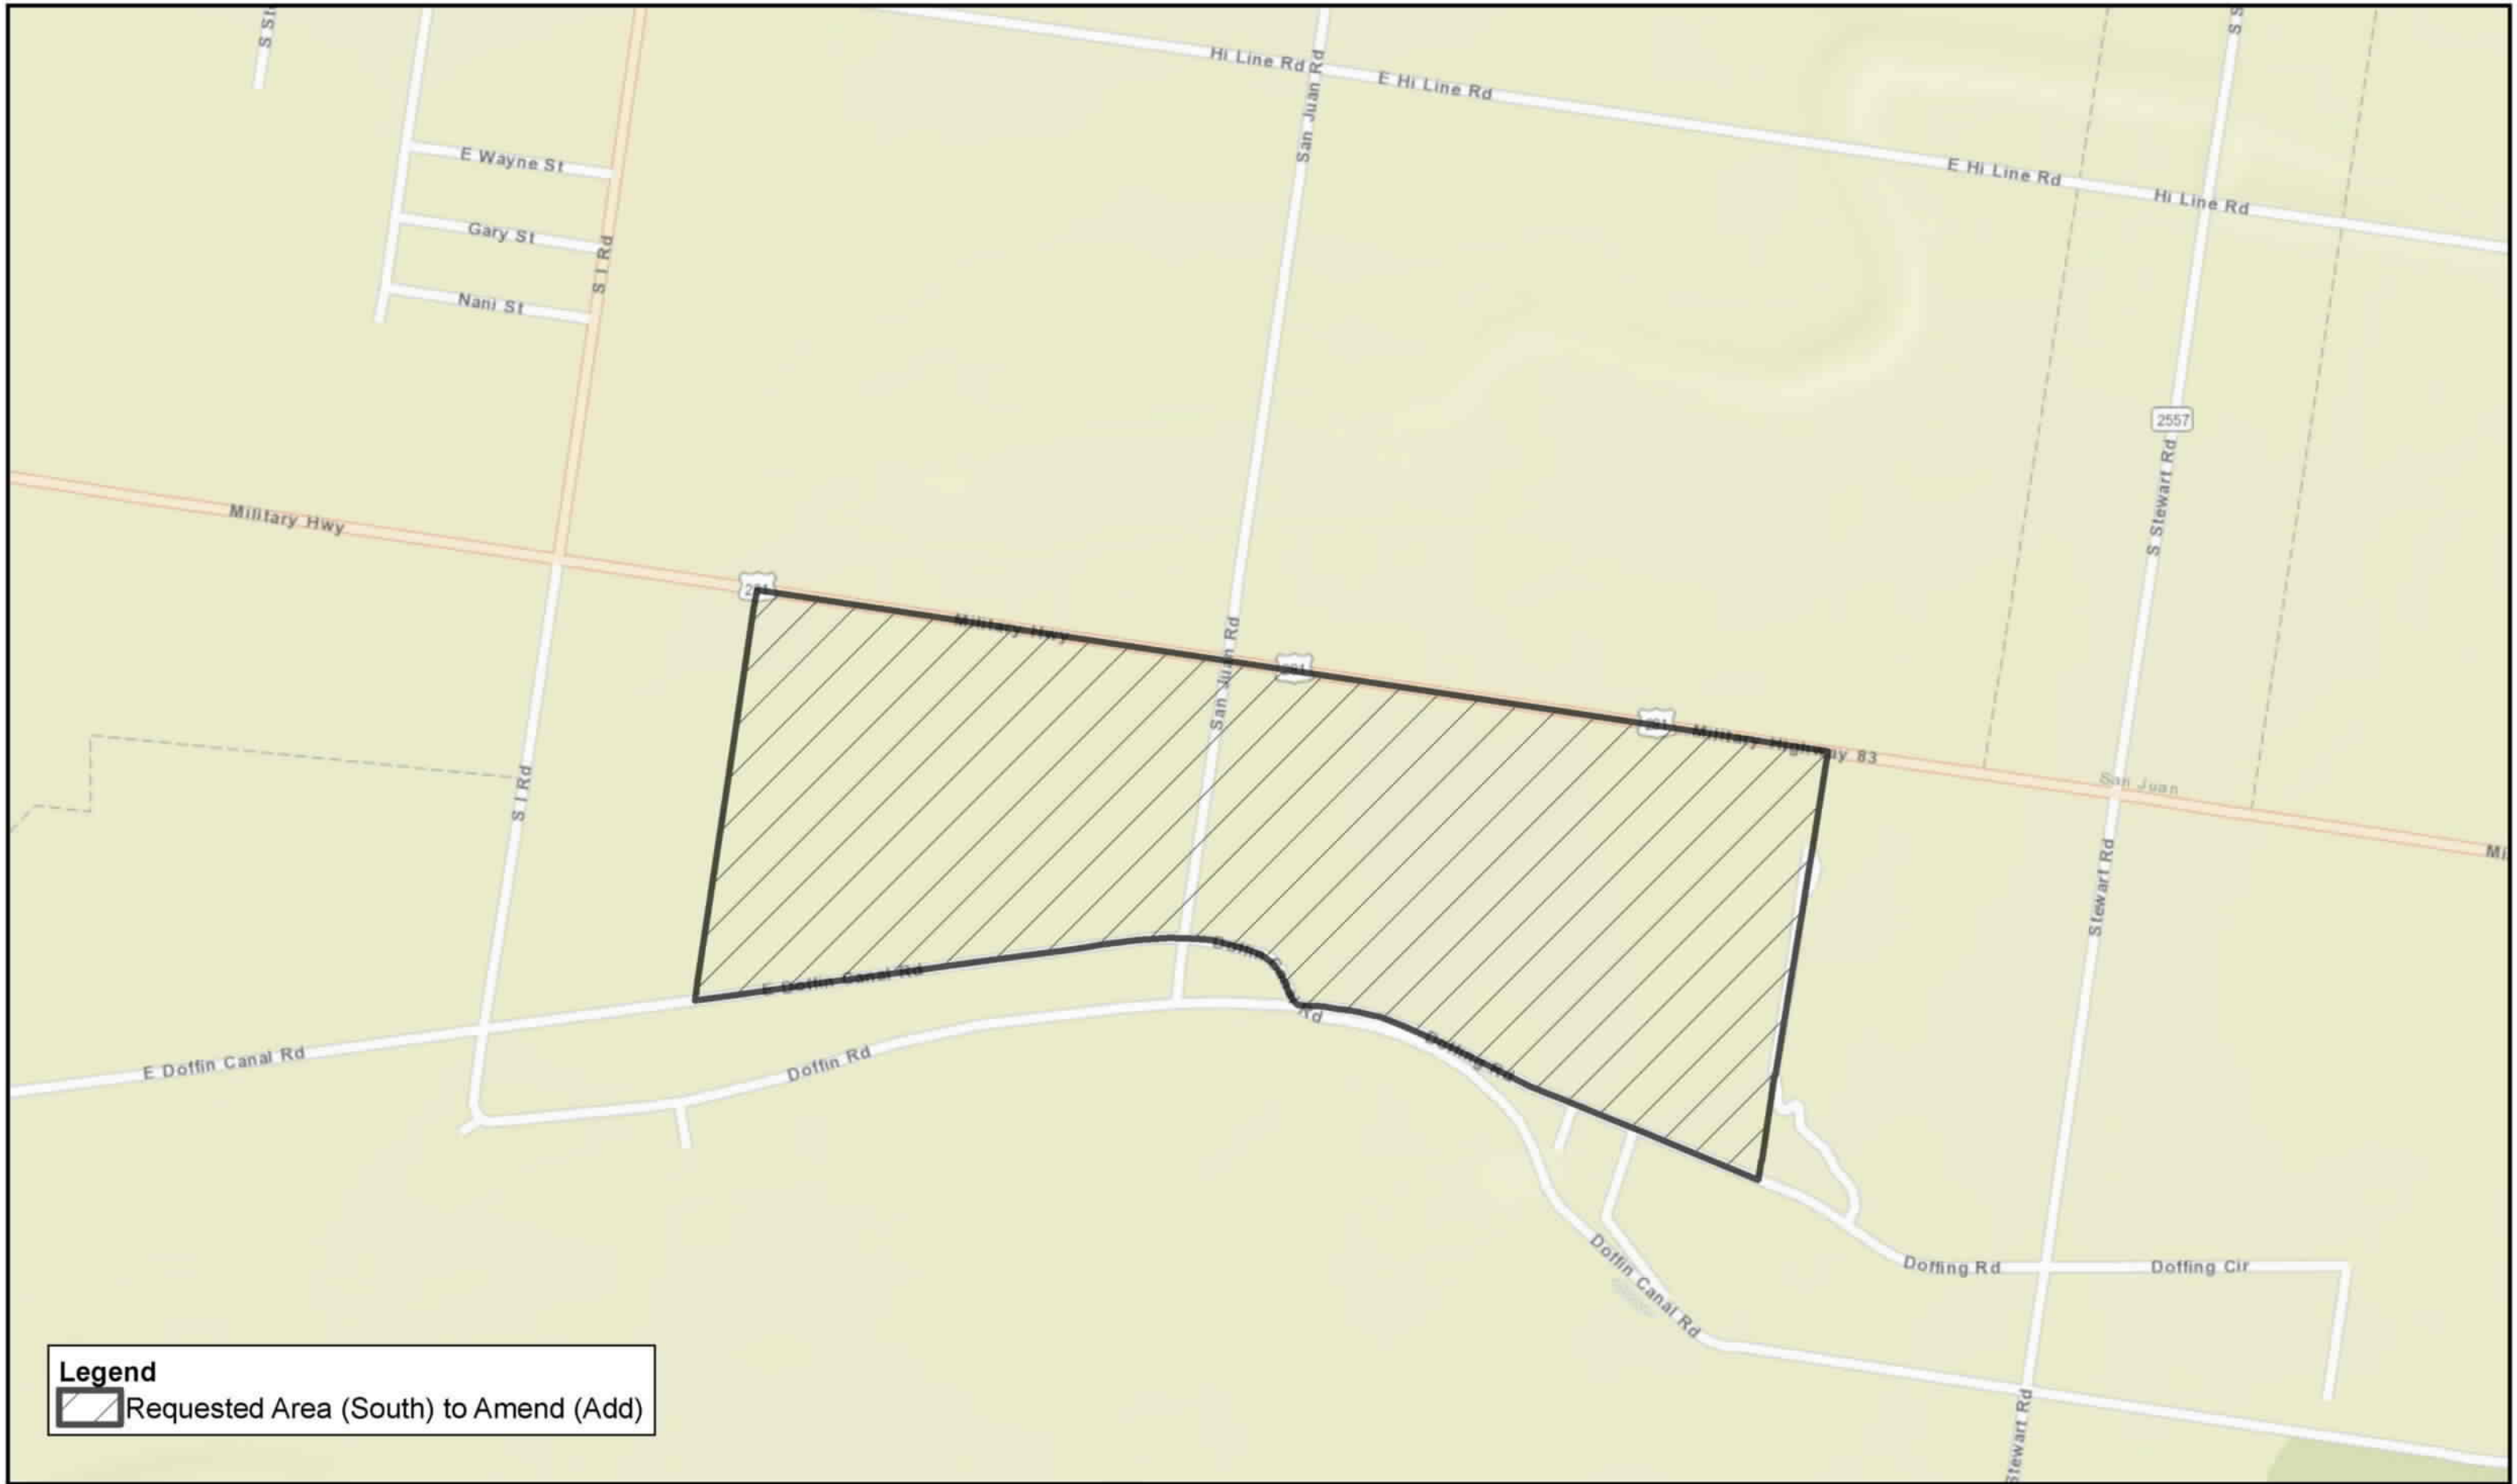 S St
Hi Line Rd
San Juan Rd
E Hi Line Rd
E Wayne St
E Hi Line Rd
Hi Line Rd
Gary St
S I Rd
Nani St
2557
S Stewart Rd
Military Hwy
281
Military Hwy
San Juan Rd
281
281
Military Highway 83
San Juan
S I Rd
Stewart Rd
E Doffin Canal Rd
Rd
Doffing Rd
E Doffin Canal Rd
Doffin Rd
Doffin Canal Rd
Doffing Rd
Doffing Cir
Stewart Rd
Legend
Requested Area (South) to Amend (Add)